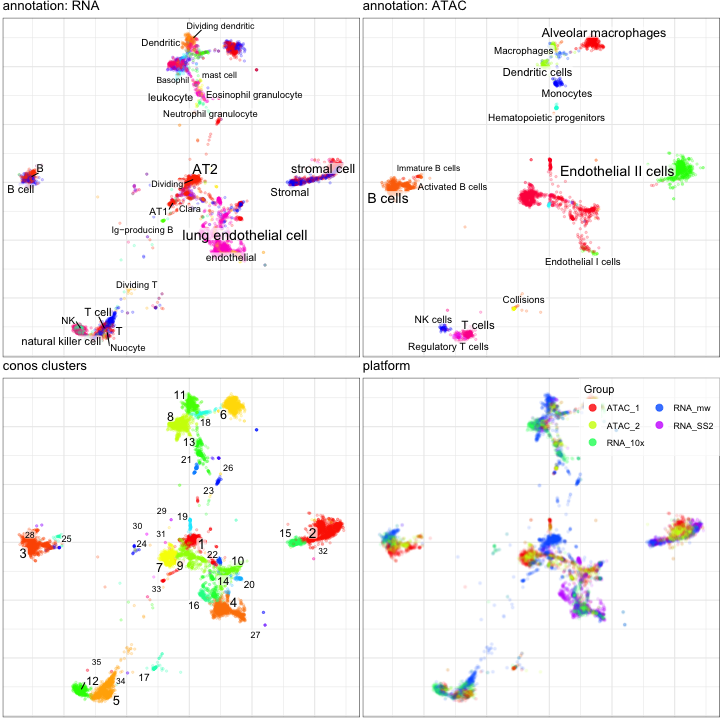 annotation: RNA
Dividing dendritic
Dendritic
Basophil
mast cell
leukocyte
Eosinophil granulocyte
Neutrophil granulocyte
B
B cell
AT2
Dividing
stromal cell
Stromal
AT1
Clara
Ig−producing B
lung endothelial cell
endothelial
Dividing T
NK
T cell
T
natural killer cell
Nuocyte
annotation: ATAC
Alveolar macrophages
Macrophages
Dendritic cells
Monocytes
Hematopoietic progenitors
Immature B cells
Activated B cells
B cells
Endothelial II cells
Endothelial I cells
Collisions
NK cells
T cells
Regulatory T cells
conos clusters
11
8
18
6
13
21
26
23
29
19
30
28
25
3
24
31
1
15
2
32
7
9
22
10
14
20
33
16
4
27
35
12
34
17
5
platform
Group
ATAC_1
RNA_mw
ATAC_2
RNA_SS2
RNA_10x